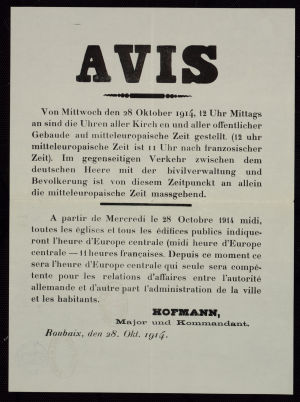 AVIS
Von Mittwoch den 28 Oktober 1914, 12 Uhr Mittags
an sind die Uhren aller Kirchen und aller offentlicher
Gebaude auf mitteleuropaische Zeit gestellt. (12 uhr
mitteleuropaische Zeit ist 11 Uhr nach franzosischer
Zeit). Im gegenseitigen Verkehr zwischen dem
deutschen Heere mit der bivilverwaltung und
Bevolkerung ist von diesem Zeitpunckt an allein
die mitteleuropaische Zeit massgebend.
A partir de Mercredi le 28 Octobre 1914 midi,
toutes les églises et tous les édifices publics indique-
ront l'heure d'Europe centrale (midi heure d'Europe
centrale — 11 heures françaises. Depuis ce moment ce
sera l'heure d'Europe centrale qui seule sera compé-
tente pour les relations d'affaires entre l'autorité
allemande et d'autre part l'administration de la ville
et les habitants.
HOFMANN,
Major und Kommandant.
Roubaix, den 28. Okt. 1914.